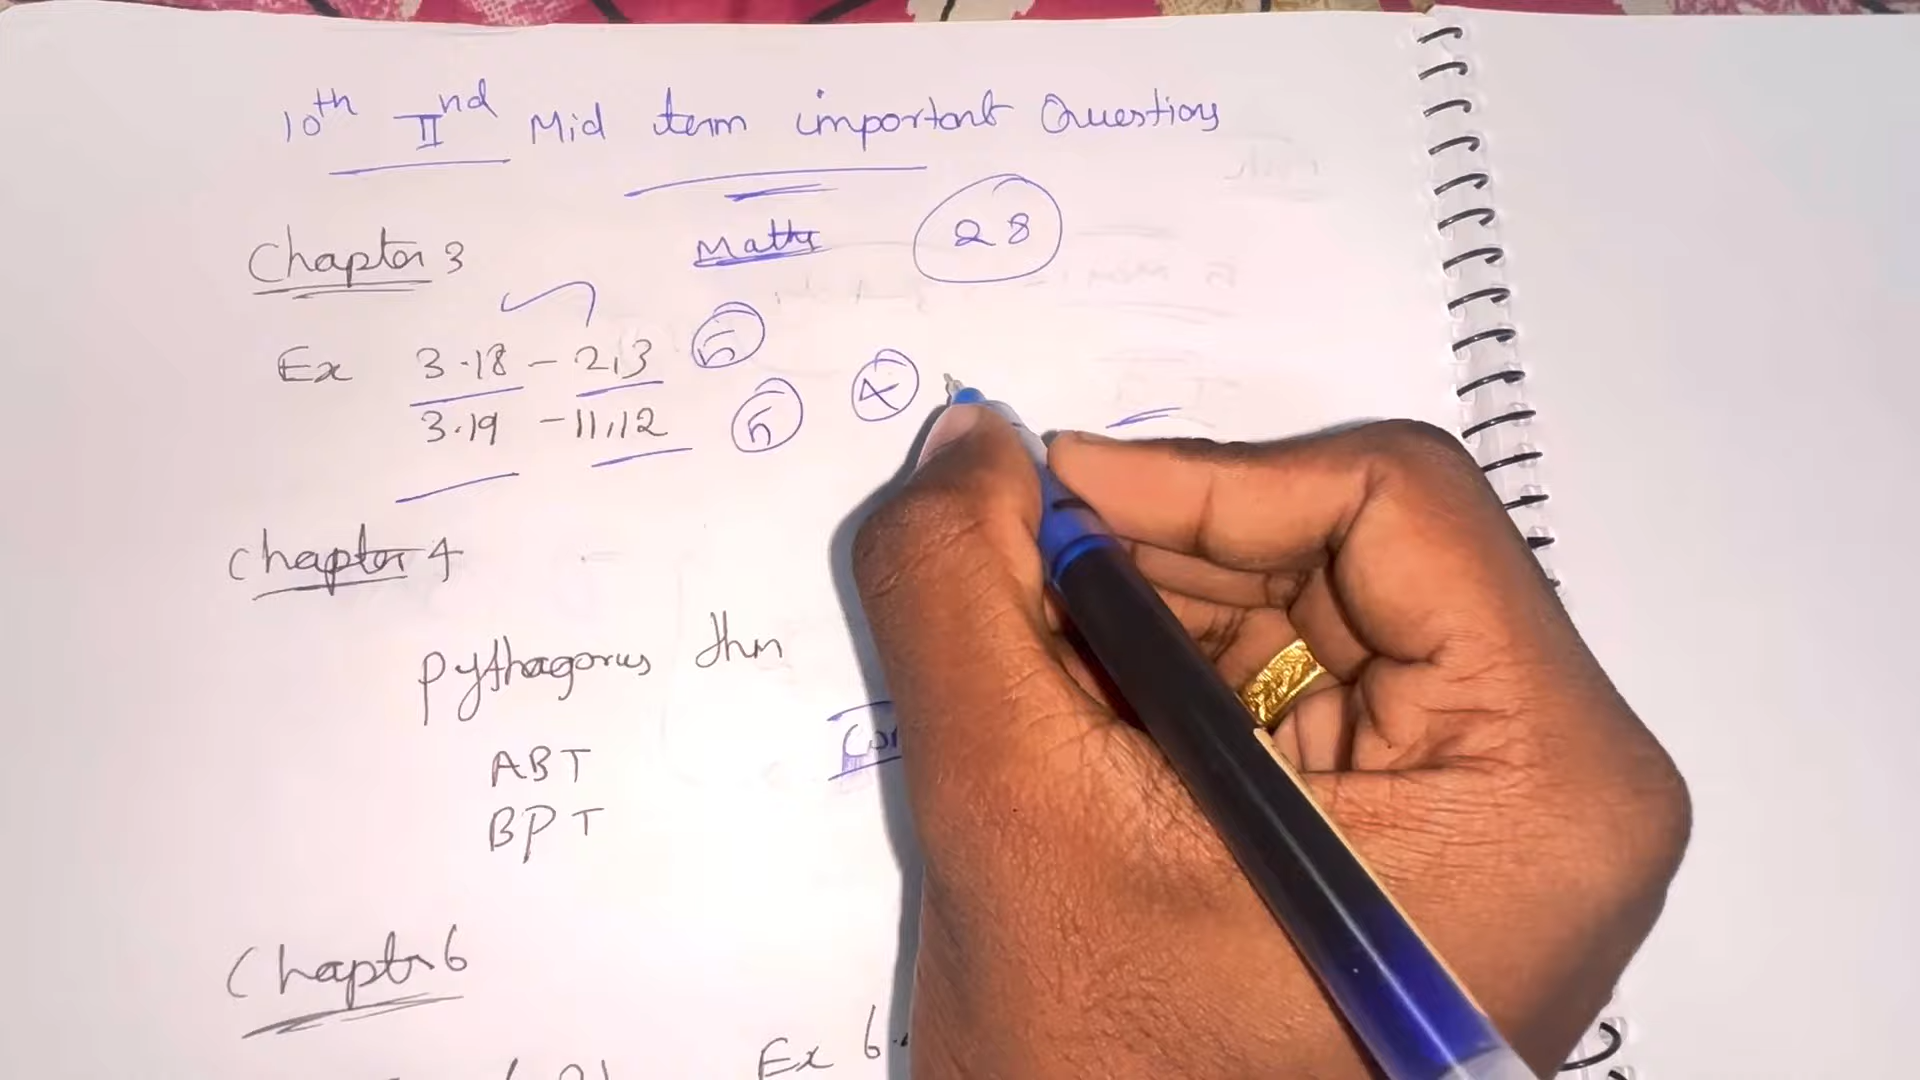 10th IInd Mid term important Questions
Chapter 3 Maths 28
Ex 3.18 - 2,3 5
3.19 - 11,12 5 4
Chapter 4
pythagorus thm
ABT
BPT
Chaptr 6
Ex 6.